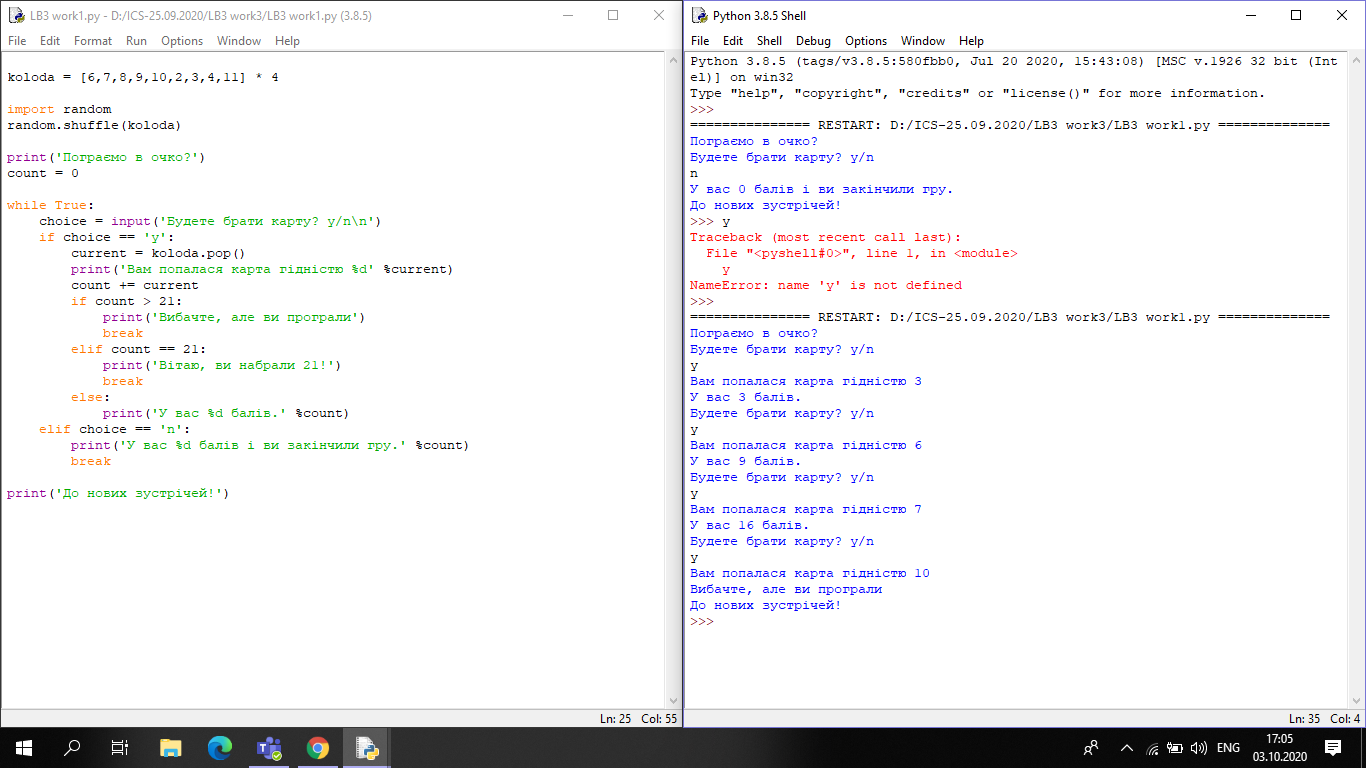 LB3 work1.py - D:/ICS-25.09.2020/LB3 work3/LB3 work1.py (3.8.5)
File Edit Format Run Options Window Help
koloda = [6,7,8,9,10,2,3,4,11] * 4
import random
random.shuffle(koloda)
print('Пограємо в очко?')
count = 0
while True:
    choice = input('Будете брати карту? y/n\n')
    if choice == 'y':
        current = koloda.pop()
        print('Вам попалася карта гідністю %d' %current)
        count += current
        if count > 21:
            print('Вибачте, але ви програли')
            break
        elif count == 21:
            print('Вітаю, ви набрали 21!')
            break
        else:
            print('У вас %d балів.' %count)
    elif choice == 'n':
        print('У вас %d балів і ви закінчили гру.' %count)
        break
print('До нових зустрічей!')
Ln: 25 Col: 55
Python 3.8.5 Shell
File Edit Shell Debug Options Window Help
Python 3.8.5 (tags/v3.8.5:580fbb0, Jul 20 2020, 15:43:08) [MSC v.1926 32 bit (Int
el)] on win32
Type "help", "copyright", "credits" or "license()" for more information.
>>>
=============== RESTART: D:/ICS-25.09.2020/LB3 work3/LB3 work1.py ==============
Пограємо в очко?
Будете брати карту? y/n
n
У вас 0 балів і ви закінчили гру.
До нових зустрічей!
>>> y
Traceback (most recent call last):
  File "<pyshell#0>", line 1, in <module>
    y
NameError: name 'y' is not defined
>>>
=============== RESTART: D:/ICS-25.09.2020/LB3 work3/LB3 work1.py ==============
Пограємо в очко?
Будете брати карту? y/n
y
Вам попалася карта гідністю 3
У вас 3 балів.
Будете брати карту? y/n
y
Вам попалася карта гідністю 6
У вас 9 балів.
Будете брати карту? y/n
y
Вам попалася карта гідністю 7
У вас 16 балів.
Будете брати карту? y/n
y
Вам попалася карта гідністю 10
Вибачте, але ви програли
До нових зустрічей!
>>>
Ln: 35 Col: 4
ENG
17:05
03.10.2020